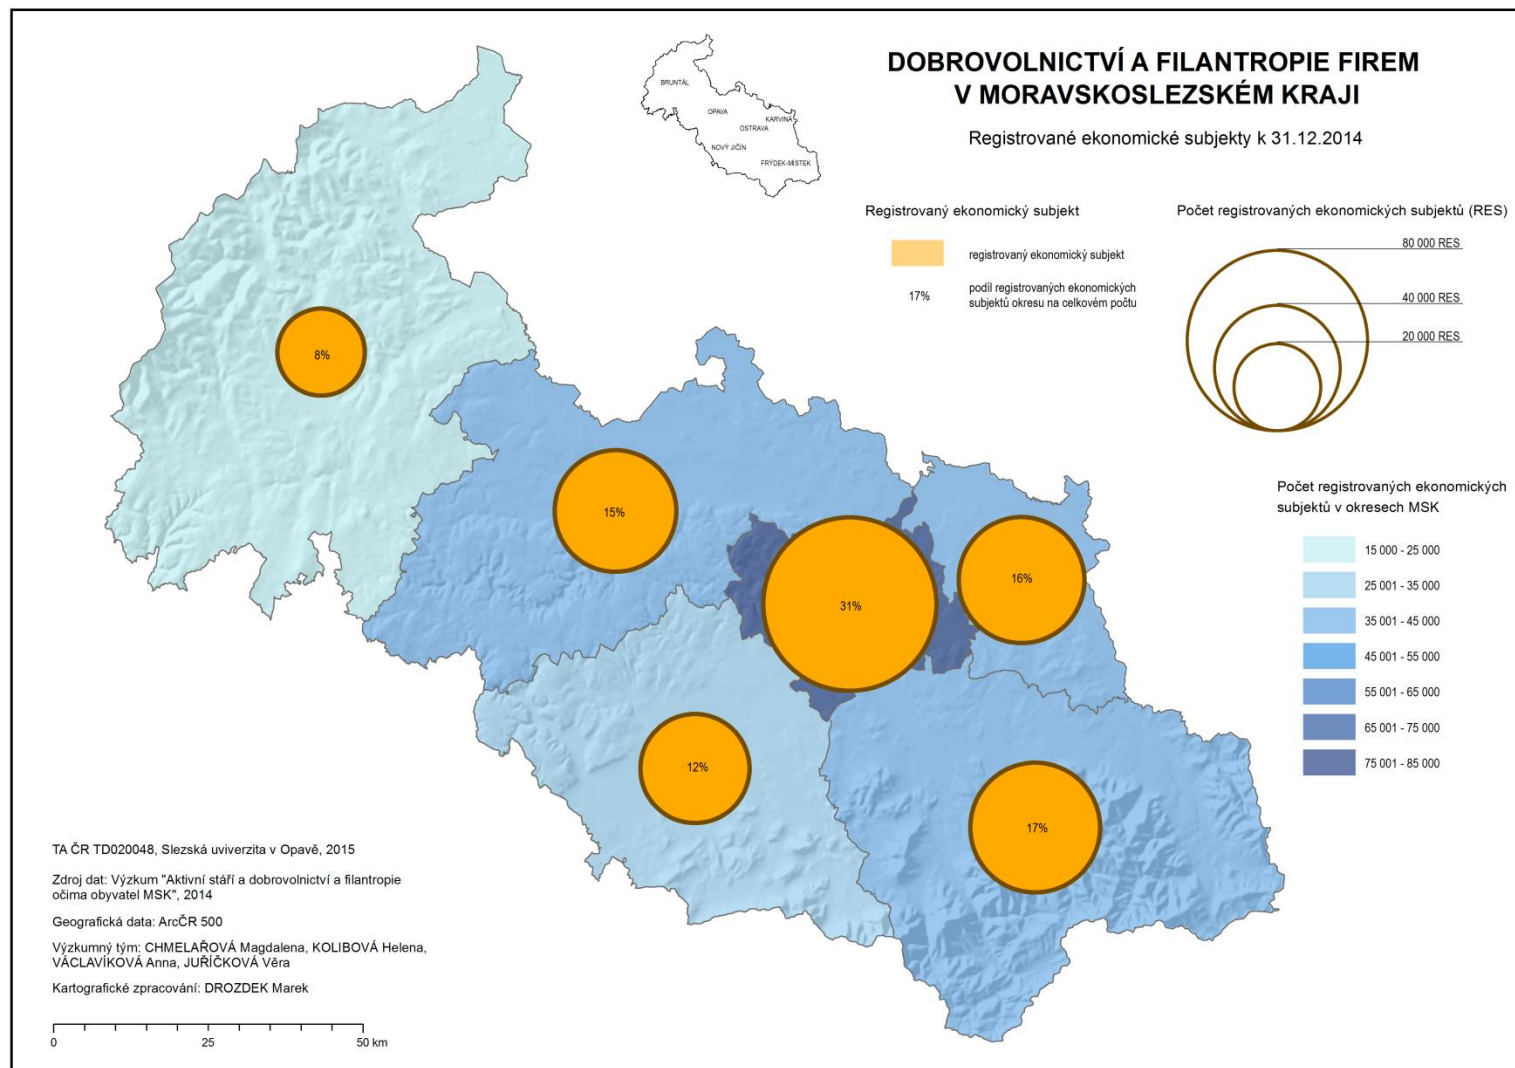 DOBROVOLNICTVÍ A FILANTROPIE FIREM
V MORAVSKOSLEZSKÉM KRAJI
Registrované ekonomické subjekty k 31.12.2014
BRUNTÁL
OPAVA
KARVINÁ
OSTRAVA
NOVÝ JIČÍN
FRÝDEK-MÍSTEK
Registrovaný ekonomický subjekt
registrovaný ekonomický subjekt
17%
podíl registrovaných ekonomických
subjektů okresu na celkovém počtu
Počet registrovaných ekonomických subjektů (RES)
80 000 RES
40 000 RES
20 000 RES
Počet registrovaných ekonomických
subjektů v okresech MSK
15 000 - 25 000
25 001 - 35 000
35 001 - 45 000
45 001 - 55 000
55 001 - 65 000
65 001 - 75 000
75 001 - 85 000
8%
15%
16%
31%
12%
17%
TA ČR TD020048, Slezská uviverzita v Opavě, 2015
Zdroj dat: Výzkum "Aktivní stáří a dobrovolnictví a filantropie
očima obyvatel MSK", 2014
Geografická data: ArcČR 500
Výzkumný tým: CHMELAŘOVÁ Magdalena, KOLIBOVÁ Helena,
VÁCLAVÍKOVÁ Anna, JUŘÍČKOVÁ Věra
Kartografické zpracování: DROZDEK Marek
0 25 50 km